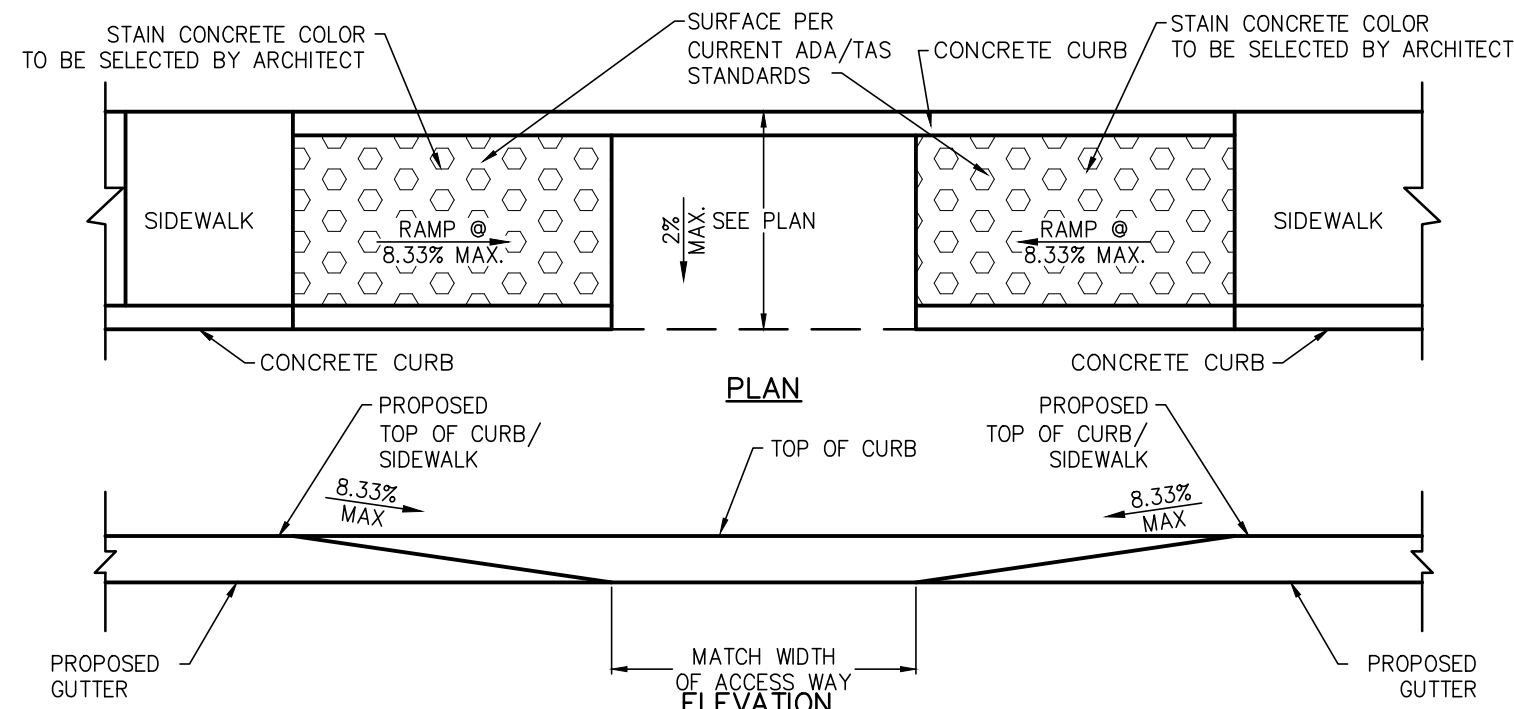 STAIN CONCRETE COLOR
TO BE SELECTED BY ARCHITECT
SURFACE PER
CURRENT ADA/TAS
STANDARDS
CONCRETE CURB
STAIN CONCRETE COLOR
TO BE SELECTED BY ARCHITECT
SIDEWALK
RAMP @
8.33% MAX.
2%
MAX.
SEE PLAN
RAMP @
8.33% MAX.
SIDEWALK
CONCRETE CURB
CONCRETE CURB
PLAN
PROPOSED
TOP OF CURB/
SIDEWALK
TOP OF CURB
PROPOSED
TOP OF CURB/
SIDEWALK
8.33%
MAX
8.33%
MAX
PROPOSED
GUTTER
MATCH WIDTH
OF ACCESS WAY
PROPOSED
GUTTER
ELEVATION